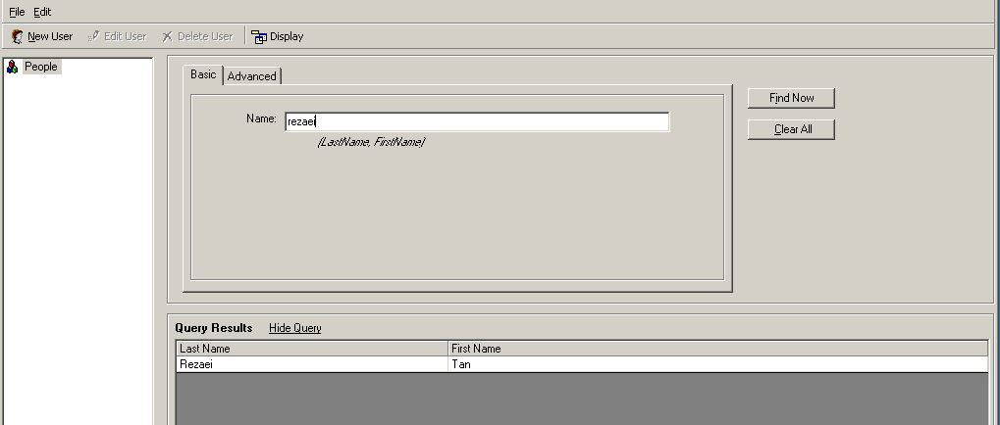 File Edit
New User Edit User Delete User Display
People
Basic Advanced
Find Now
Name: rezaei
(LastName, FirstName)
Clear All
Query Results Hide Query
Last Name First Name
Rezaei Tan